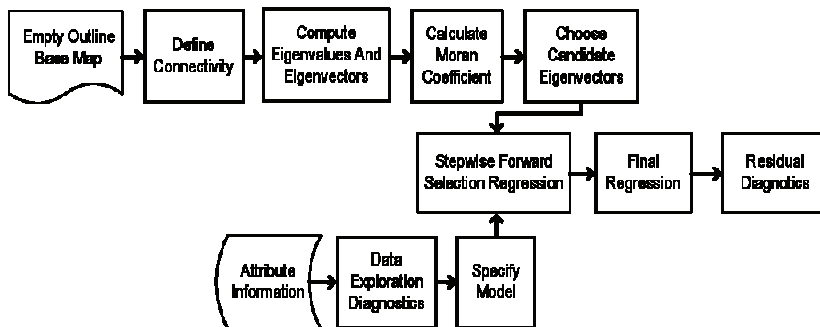 Empty Outline
Base Map
Define
Connectivity
Compute
Eigenvalues And
Eigenvectors
Calculate
Moran
Coefficient
Choose
Candidate
Eigenvectors
Stepwise Forward
Selection Regression
Final
Regression
Residual
Diagnotics
Attribute
Information
Data
Exploration
Diagnostics
Specify
Model